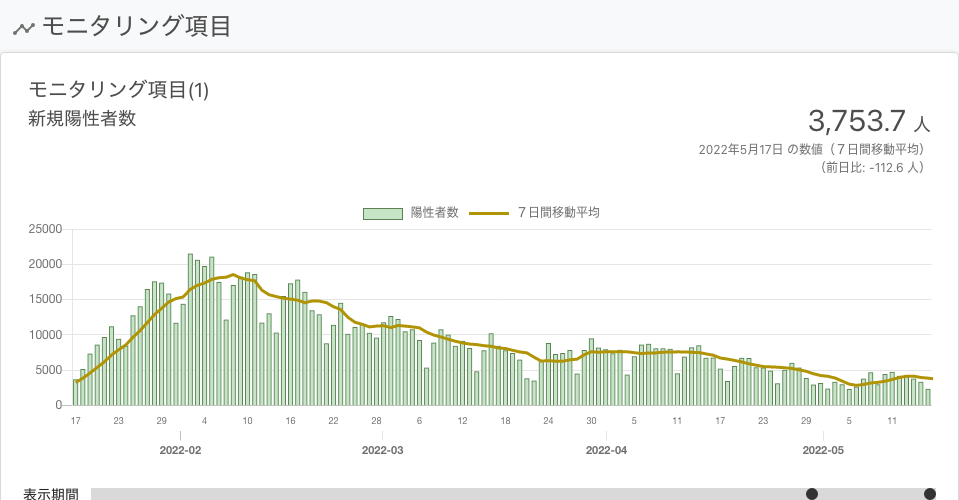 モニタリング項目
モニタリング項目(1)
新規陽性者数
3,753.7 人
2022年5月17日 の数値（７日間移動平均）
（前日比: -112.6 人）
陽性者数 ７日間移動平均
25000
20000
15000
10000
5000
0
17 23 29 4 10 16 22 28 6 12 18 24 30 5 11 17 23 29 5 11
2022-02 2022-03 2022-04 2022-05
表示期間